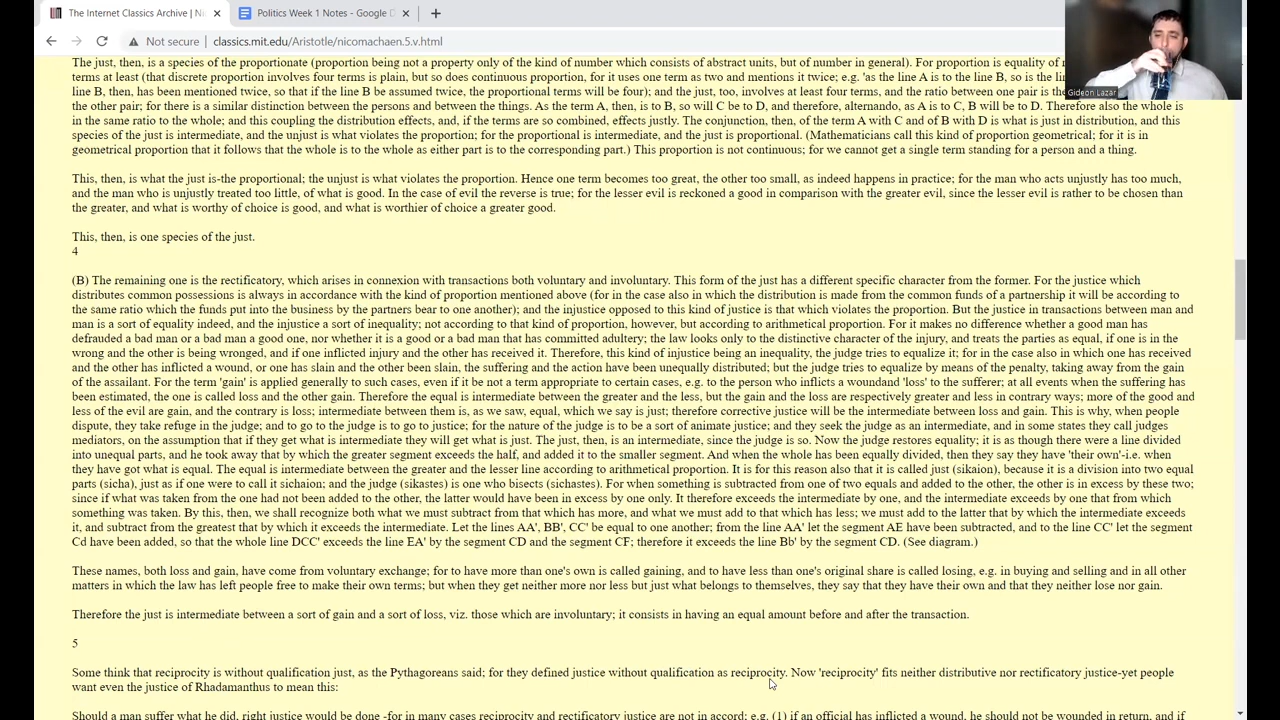 The Internet Classics Archive | Ni
Politics Week 1 Notes - Google D
Not secure | classics.mit.edu/Aristotle/nicomachaen.5.v.html
Gideon Lazar
The just, then, is a species of the proportionate (proportion being not a property only of the kind of number which consists of abstract units, but of number in general). For proportion is equality of
terms at least (that discrete proportion involves four terms is plain, but so does continuous proportion, for it uses one term as two and mentions it twice; e.g. 'as the line A is to the line B, so is the
line B, then, has been mentioned twice, so that if the line B be assumed twice, the proportional terms will be four); and the just, too, involves at least four terms, and the ratio between one pair is the
the other pair; for there is a similar distinction between the persons and between the things. As the term A, then, is to B, so will C be to D, and therefore, alternando, as A is to C, B will be to D. Therefore also the whole is
in the same ratio to the whole; and this coupling the distribution effects, and, if the terms are so combined, effects justly. The conjunction, then, of the term A with C and of B with D is what is just in distribution, and this
species of the just is intermediate, and the unjust is what violates the proportion; for the proportional is intermediate, and the just is proportional. (Mathematicians call this kind of proportion geometrical; for it is in
geometrical proportion that it follows that the whole is to the whole as either part is to the corresponding part.) This proportion is not continuous; for we cannot get a single term standing for a person and a thing.
This, then, is what the just is-the proportional; the unjust is what violates the proportion. Hence one term becomes too great, the other too small, as indeed happens in practice; for the man who acts unjustly has too much,
and the man who is unjustly treated too little, of what is good. In the case of evil the reverse is true; for the lesser evil is reckoned a good in comparison with the greater evil, since the lesser evil is rather to be chosen than
the greater, and what is worthy of choice is good, and what is worthier of choice a greater good.
This, then, is one species of the just.
4
(B) The remaining one is the rectificatory, which arises in connexion with transactions both voluntary and involuntary. This form of the just has a different specific character from the former. For the justice which
distributes common possessions is always in accordance with the kind of proportion mentioned above (for in the case also in which the distribution is made from the common funds of a partnership it will be according to
the same ratio which the funds put into the business by the partners bear to one another); and the injustice opposed to this kind of justice is that which violates the proportion. But the justice in transactions between man and
man is a sort of equality indeed, and the injustice a sort of inequality; not according to that kind of proportion, however, but according to arithmetical proportion. For it makes no difference whether a good man has
defrauded a bad man or a bad man a good one, nor whether it is a good or a bad man that has committed adultery; the law looks only to the distinctive character of the injury, and treats the parties as equal, if one is in the
wrong and the other is being wronged, and if one inflicted injury and the other has received it. Therefore, this kind of injustice being an inequality, the judge tries to equalize it; for in the case also in which one has received
and the other has inflicted a wound, or one has slain and the other been slain, the suffering and the action have been unequally distributed; but the judge tries to equalize by means of the penalty, taking away from the gain
of the assailant. For the term 'gain' is applied generally to such cases, even if it be not a term appropriate to certain cases, e.g. to the person who inflicts a woundand 'loss' to the sufferer; at all events when the suffering has
been estimated, the one is called loss and the other gain. Therefore the equal is intermediate between the greater and the less, but the gain and the loss are respectively greater and less in contrary ways; more of the good and
less of the evil are gain, and the contrary is loss; intermediate between them is, as we saw, equal, which we say is just; therefore corrective justice will be the intermediate between loss and gain. This is why, when people
dispute, they take refuge in the judge; and to go to the judge is to go to justice; for the nature of the judge is to be a sort of animate justice; and they seek the judge as an intermediate, and in some states they call judges
mediators, on the assumption that if they get what is intermediate they will get what is just. The just, then, is an intermediate, since the judge is so. Now the judge restores equality; it is as though there were a line divided
into unequal parts, and he took away that by which the greater segment exceeds the half, and added it to the smaller segment. And when the whole has been equally divided, then they say they have 'their own'-i.e. when
they have got what is equal. The equal is intermediate between the greater and the lesser line according to arithmetical proportion. It is for this reason also that it is called just (sikaion), because it is a division into two equal
parts (sicha), just as if one were to call it sichaion; and the judge (sikastes) is one who bisects (sichastes). For when something is subtracted from one of two equals and added to the other, the other is in excess by these two;
since if what was taken from the one had not been added to the other, the latter would have been in excess by one only. It therefore exceeds the intermediate by one, and the intermediate exceeds by one that from which
something was taken. By this, then, we shall recognize both what we must subtract from that which has more, and what we must add to that which has less; we must add to the latter that by which the intermediate exceeds
it, and subtract from the greatest that by which it exceeds the intermediate. Let the lines AA', BB', CC' be equal to one another; from the line AA' let the segment AE have been subtracted, and to the line CC' let the segment
Cd have been added, so that the whole line DCC' exceeds the line EA' by the segment CD and the segment CF; therefore it exceeds the line Bb' by the segment CD. (See diagram.)
These names, both loss and gain, have come from voluntary exchange; for to have more than one's own is called gaining, and to have less than one's original share is called losing, e.g. in buying and selling and in all other
matters in which the law has left people free to make their own terms; but when they get neither more nor less but just what belongs to themselves, they say that they have their own and that they neither lose nor gain.
Therefore the just is intermediate between a sort of gain and a sort of loss, viz. those which are involuntary; it consists in having an equal amount before and after the transaction.
5
Some think that reciprocity is without qualification just, as the Pythagoreans said; for they defined justice without qualification as reciprocity. Now 'reciprocity' fits neither distributive nor rectificatory justice-yet people
want even the justice of Rhadamanthus to mean this:
Should a man suffer what he did, right justice would be done -for in many cases reciprocity and rectificatory justice are not in accord; e.g. (1) if an official has inflicted a wound, he should not be wounded in return, and if